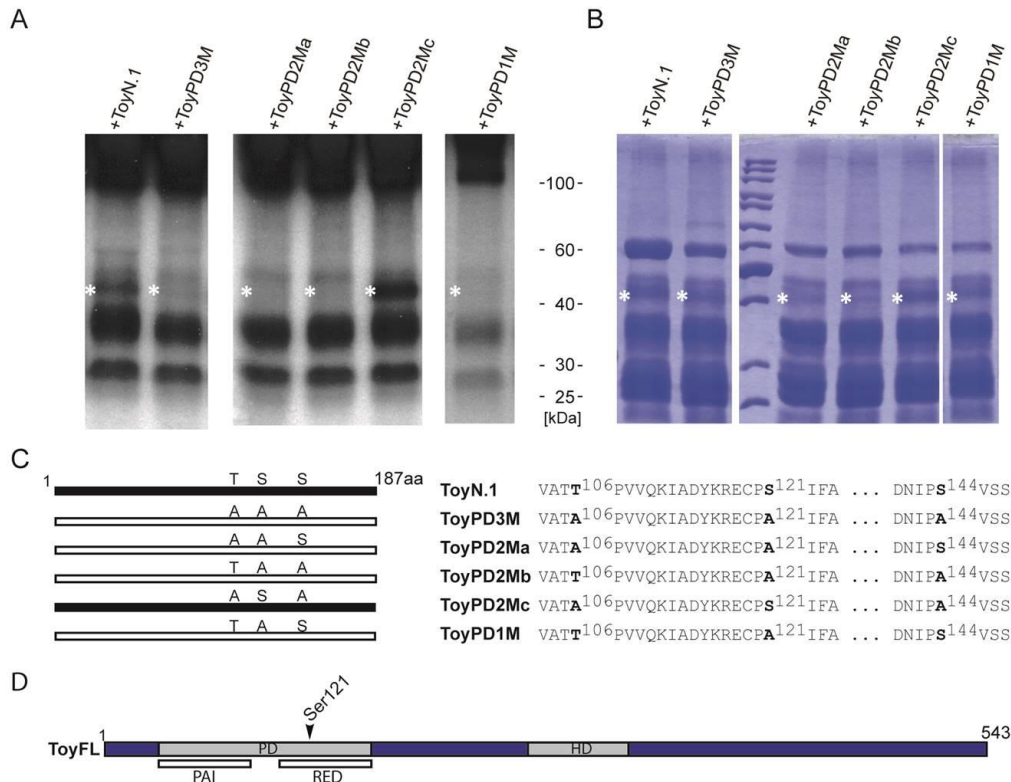 A
B
+ToyN.1
+ToyPD3M
+ToyPD2Ma
+ToyPD2Mb
+ToyPD2Mc
+ToyPD1M
+ToyN.1
+ToyPD3M
+ToyPD2Ma
+ToyPD2Mb
+ToyPD2Mc
+ToyPD1M
* * * * * *
-100 -
- 60 -
- 40 -
- 30 -
- 25 -
[kDa]
* * * * * *
C
1 T S S 187aa
A A A
A A S
T A A
A S A
T A S
ToyN.1 VATT106PVVQKIADYKRECPS121IFA ... DNIPS144VSS
ToyPD3M VATA106PVVQKIADYKRECPA121IFA ... DNIPA144VSS
ToyPD2Ma VATA106PVVQKIADYKRECPA121IFA ... DNIPS144VSS
ToyPD2Mb VATT106PVVQKIADYKRECPA121IFA ... DNIPA144VSS
ToyPD2Mc VATA106PVVQKIADYKRECPS121IFA ... DNIPA144VSS
ToyPD1M VATT106PVVQKIADYKRECPA121IFA ... DNIPS144VSS
D
Ser121
1 543
ToyFL PD HD
PAI RED